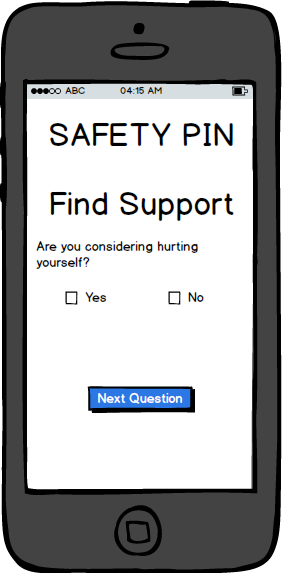 ABC 04:15 AM
SAFETY PIN
Find Support
Are you considering hurting
yourself?
Yes No
Next Question